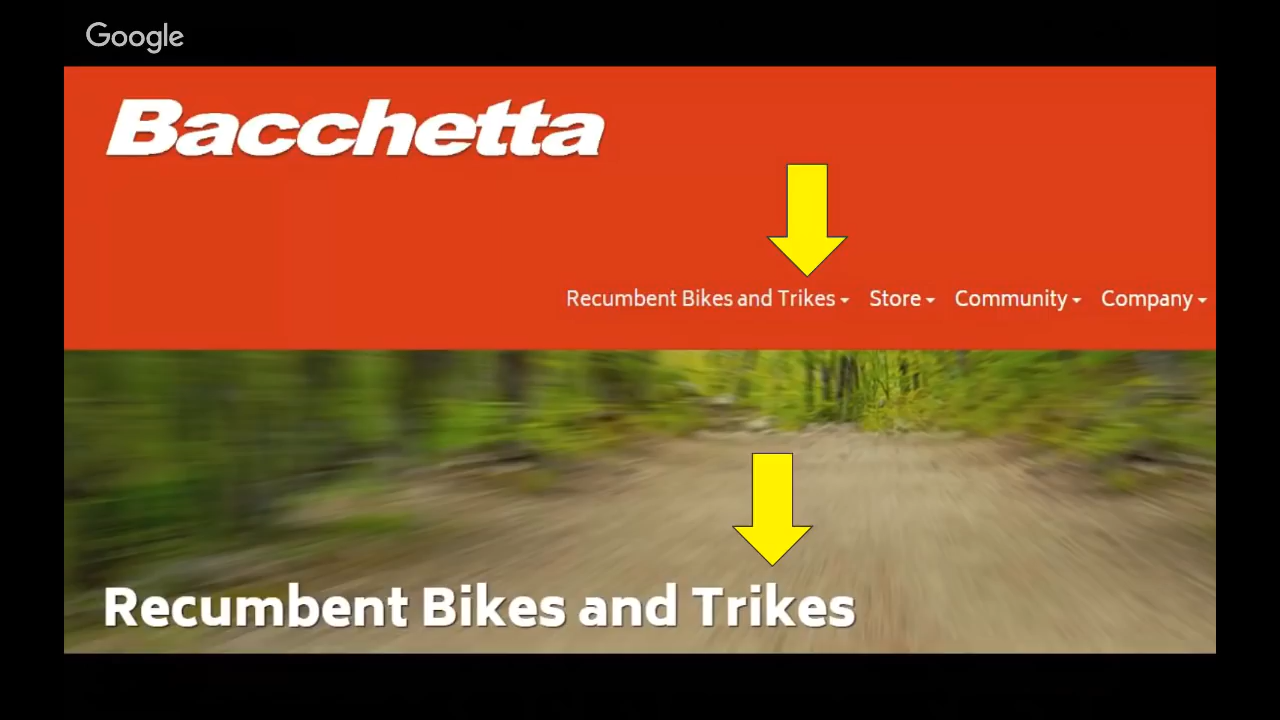 Google
Bacchetta
Recumbent Bikes and Trikes Store Community Company
Recumbent Bikes and Trikes